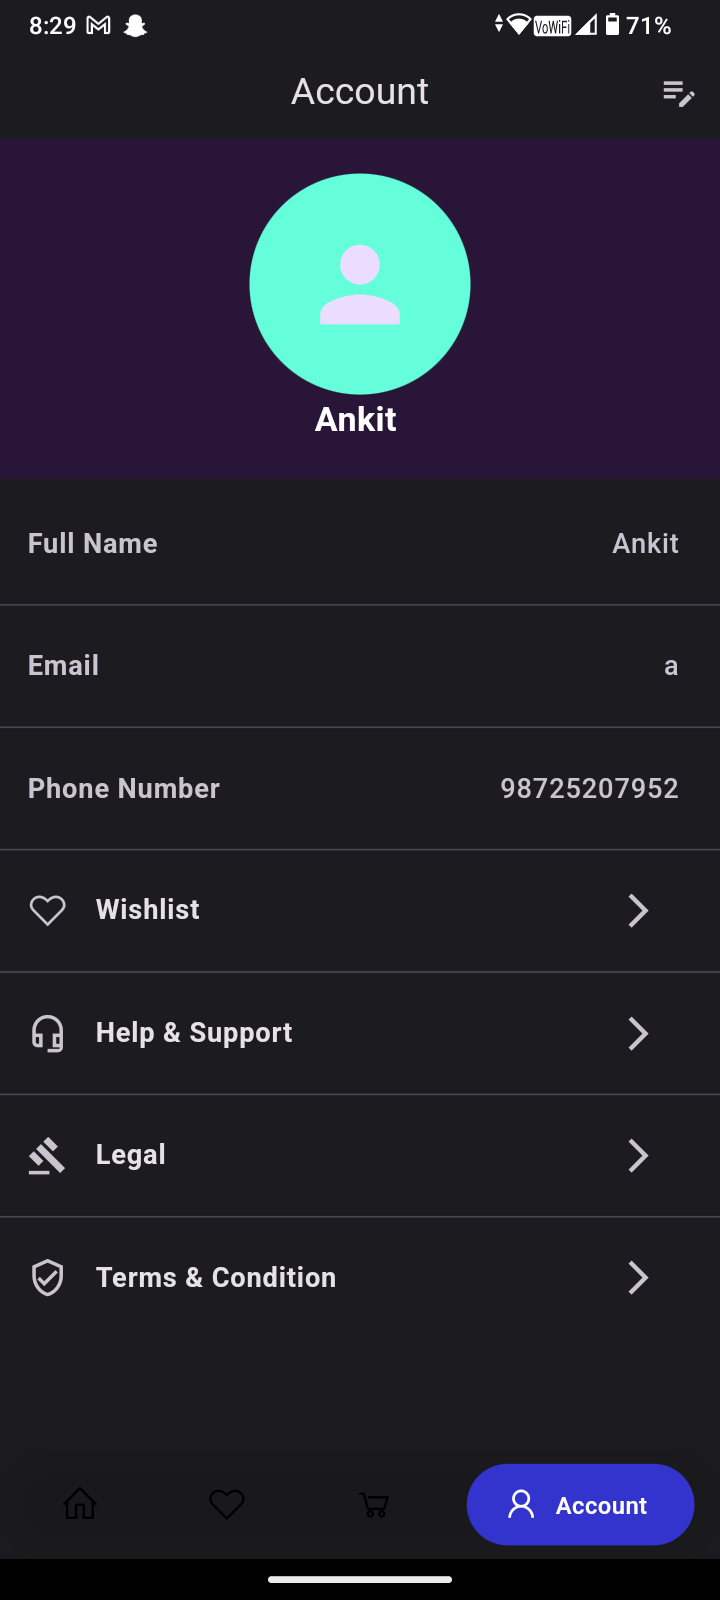 8:29 VoWiFi 71%
Account
Ankit
Full Name Ankit
Email a
Phone Number 98725207952
Wishlist
Help & Support
Legal
Terms & Condition
Account